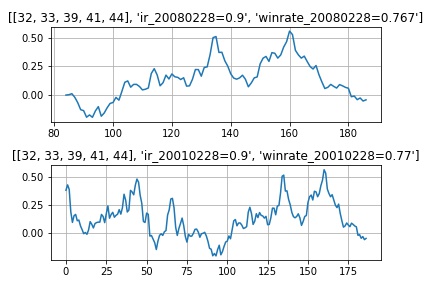 [[32, 33, 39, 41, 44], 'ir_20080228=0.9', 'winrate_20080228=0.767']
0.50
0.25
0.00
80 100 120 140 160 180
[[32, 33, 39, 41, 44], 'ir_20010228=0.9', 'winrate_20010228=0.77']
0.50
0.25
0.00
0 25 50 75 100 125 150 175